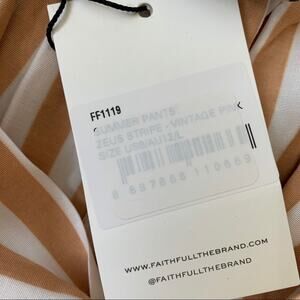 FF1119
SUMMER PANTS
ZEUS STRIPE - VINTAGE PINK
SIZE US8/AU12/L
WWW.FAITHFULLTHEBRAND.COM
@FAITHFULLTHEBRAND